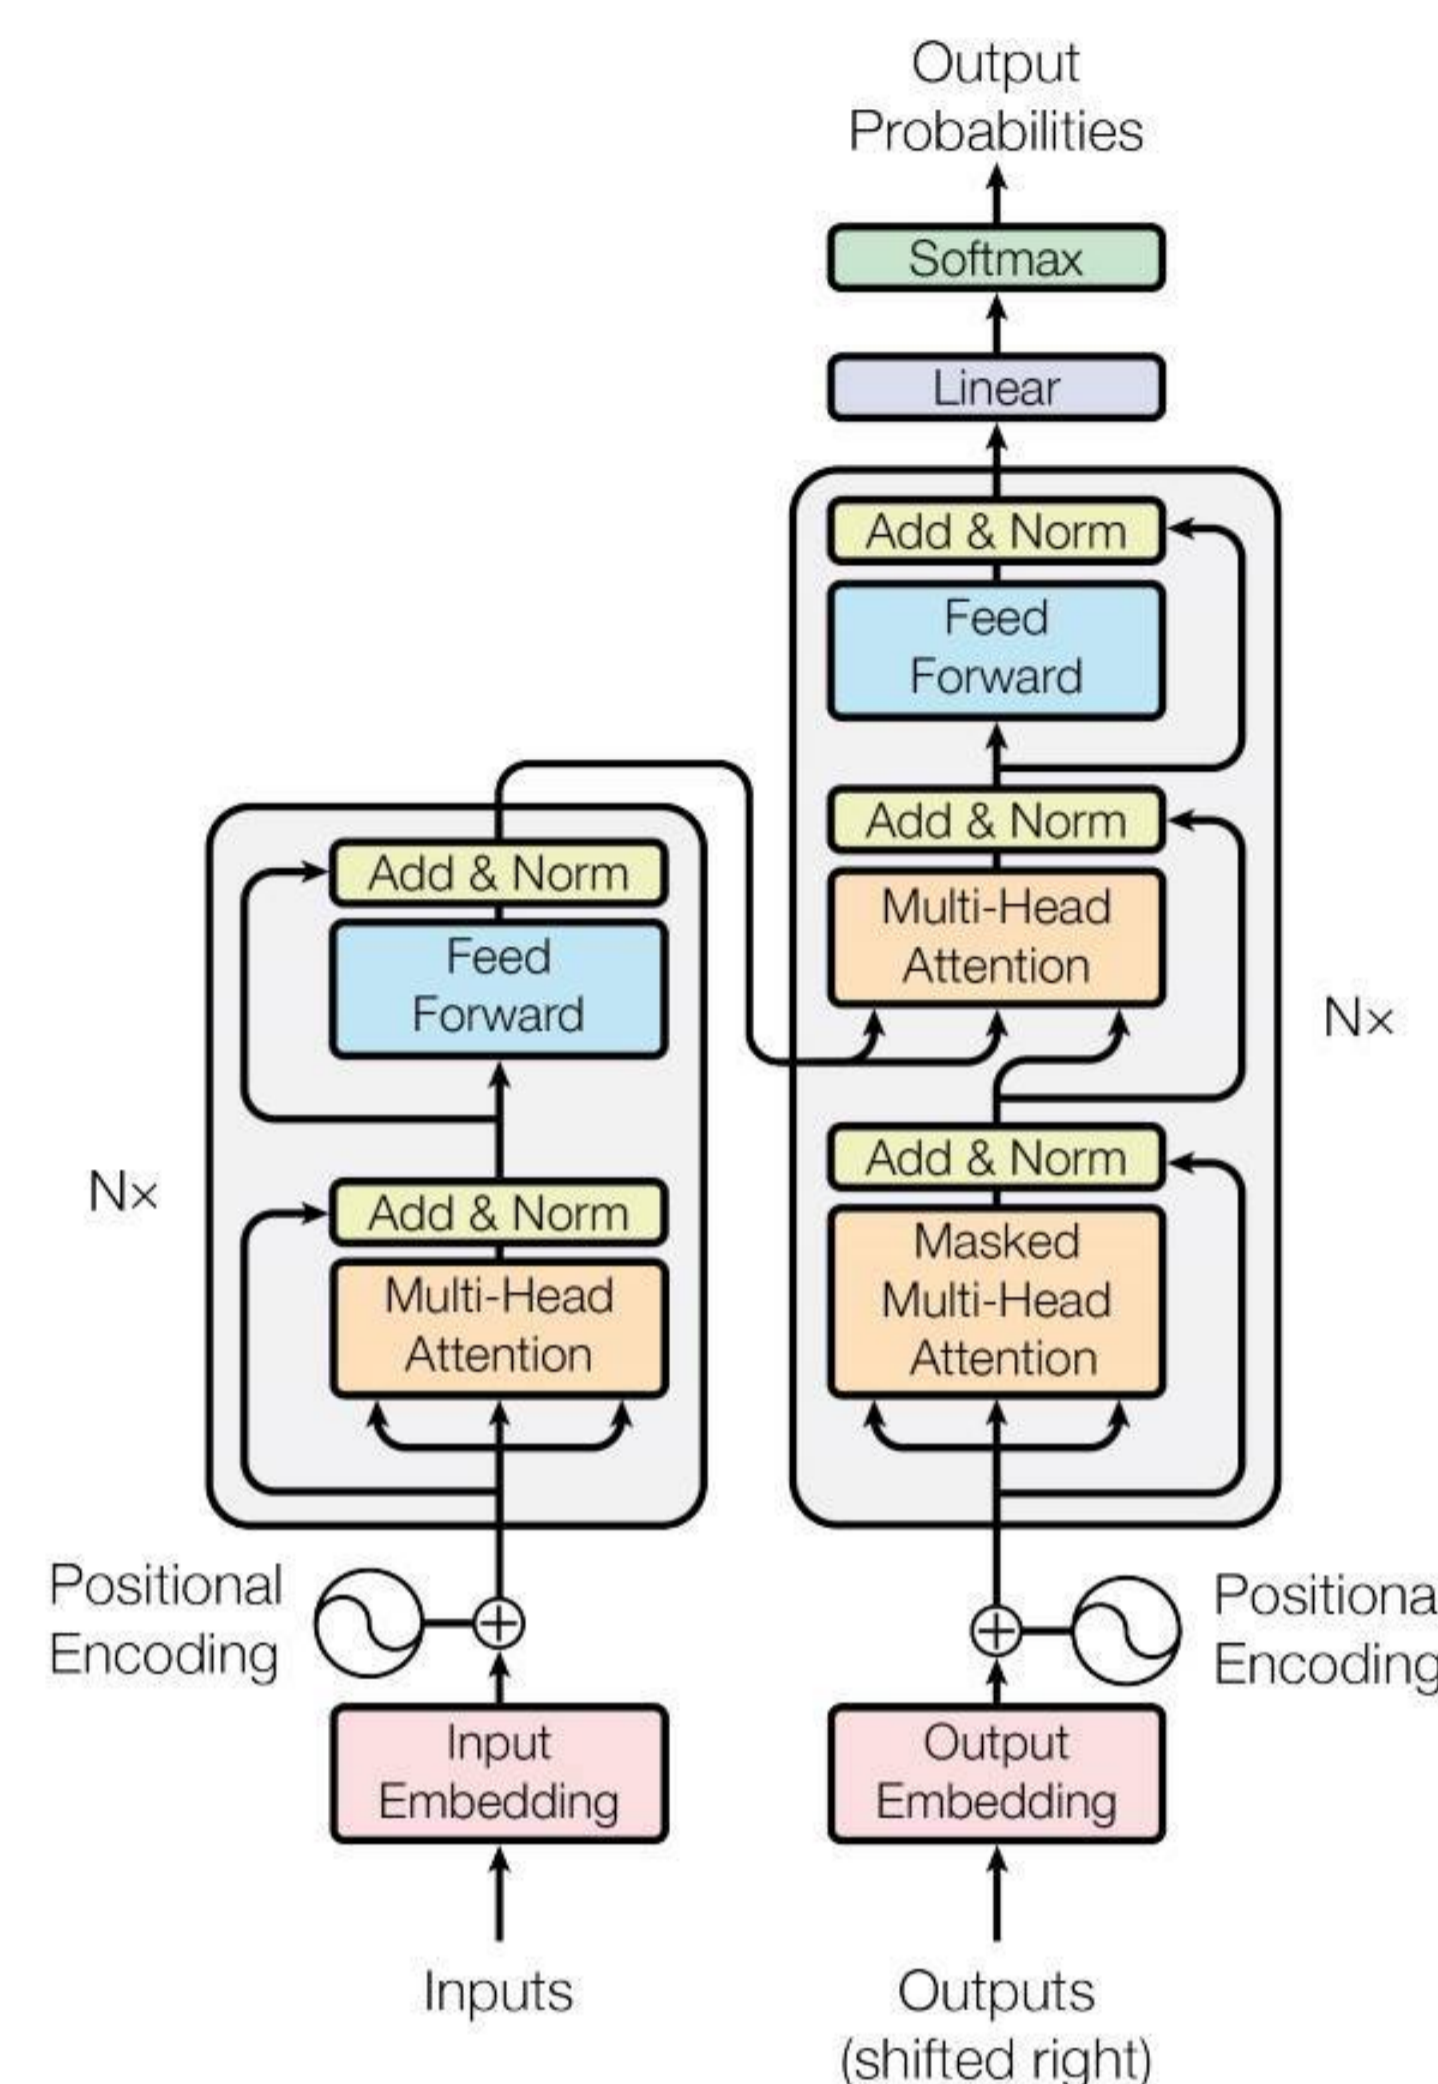 Output
Probabilities
Softmax
Linear
Add & Norm
Feed
Forward
Add & Norm
Multi-Head
Attention
Nx
Add & Norm
Masked
Multi-Head
Attention
Add & Norm
Feed
Forward
Nx
Add & Norm
Multi-Head
Attention
Positional
Encoding
Positiona
Encoding
Input
Embedding
Output
Embedding
Inputs
Outputs
(shifted right)